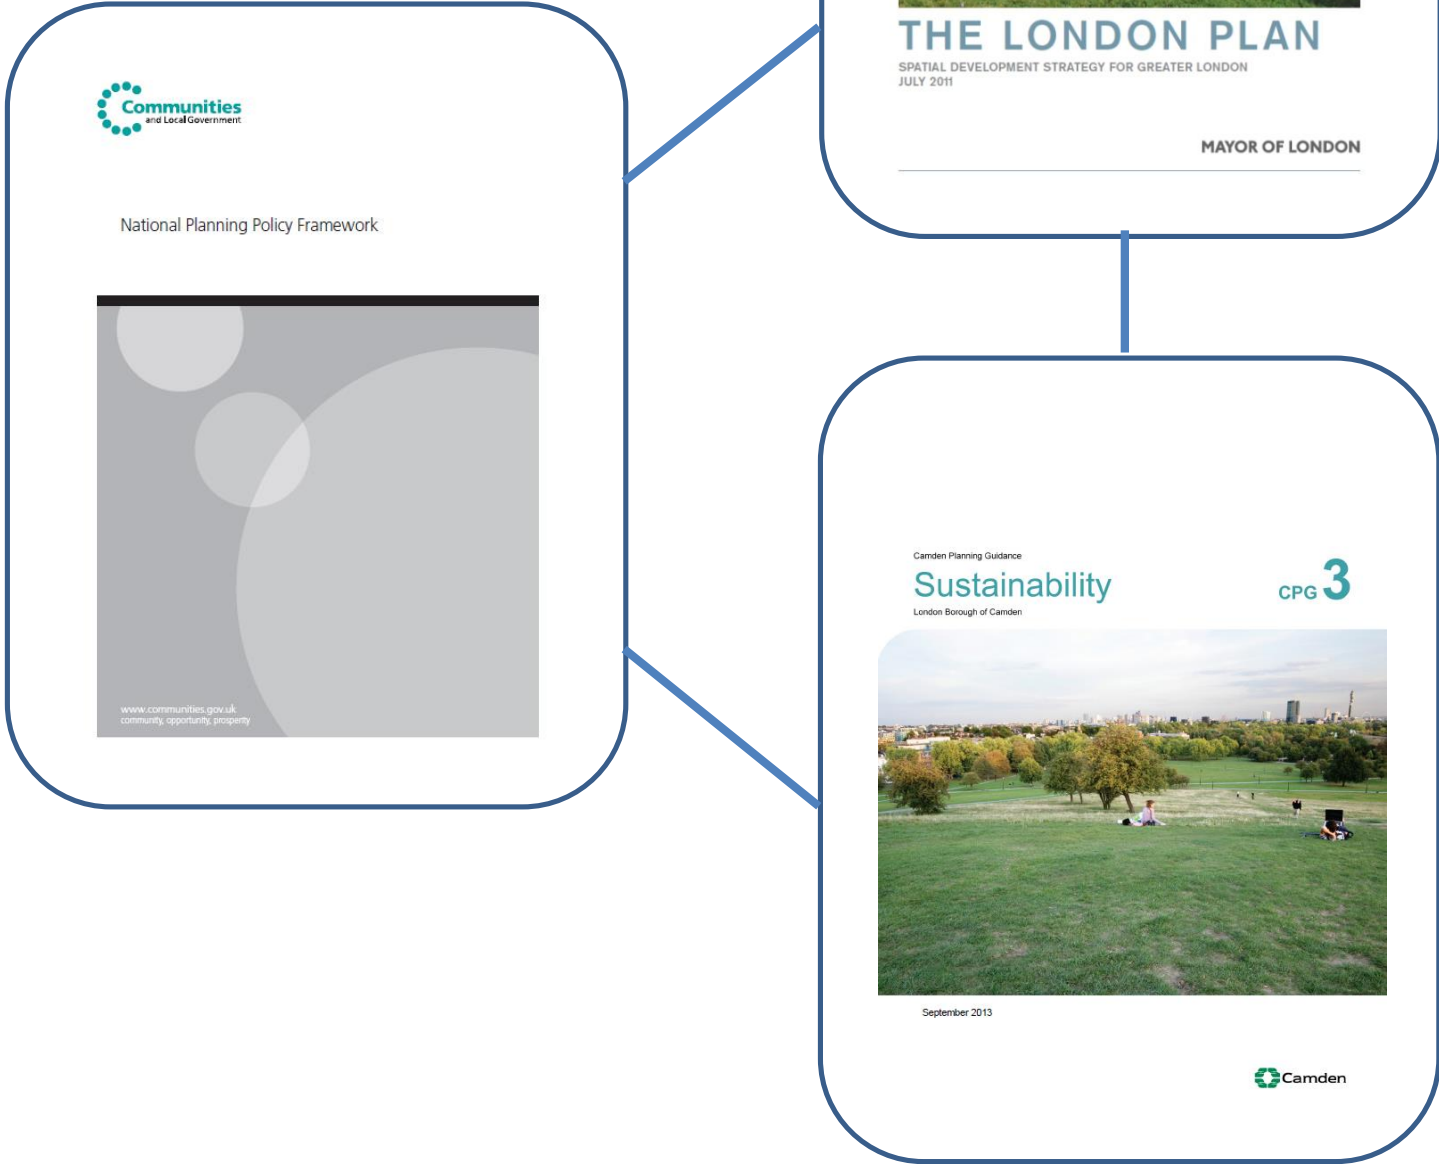 Communities
and Local Government
National Planning Policy Framework
www.communities.gov.uk
community, opportunity, prosperity
THE LONDON PLAN
SPATIAL DEVELOPMENT STRATEGY FOR GREATER LONDON
JULY 2011
MAYOR OF LONDON
Camden Planning Guidance
Sustainability
CPG 3
London Borough of Camden
September 2013
Camden